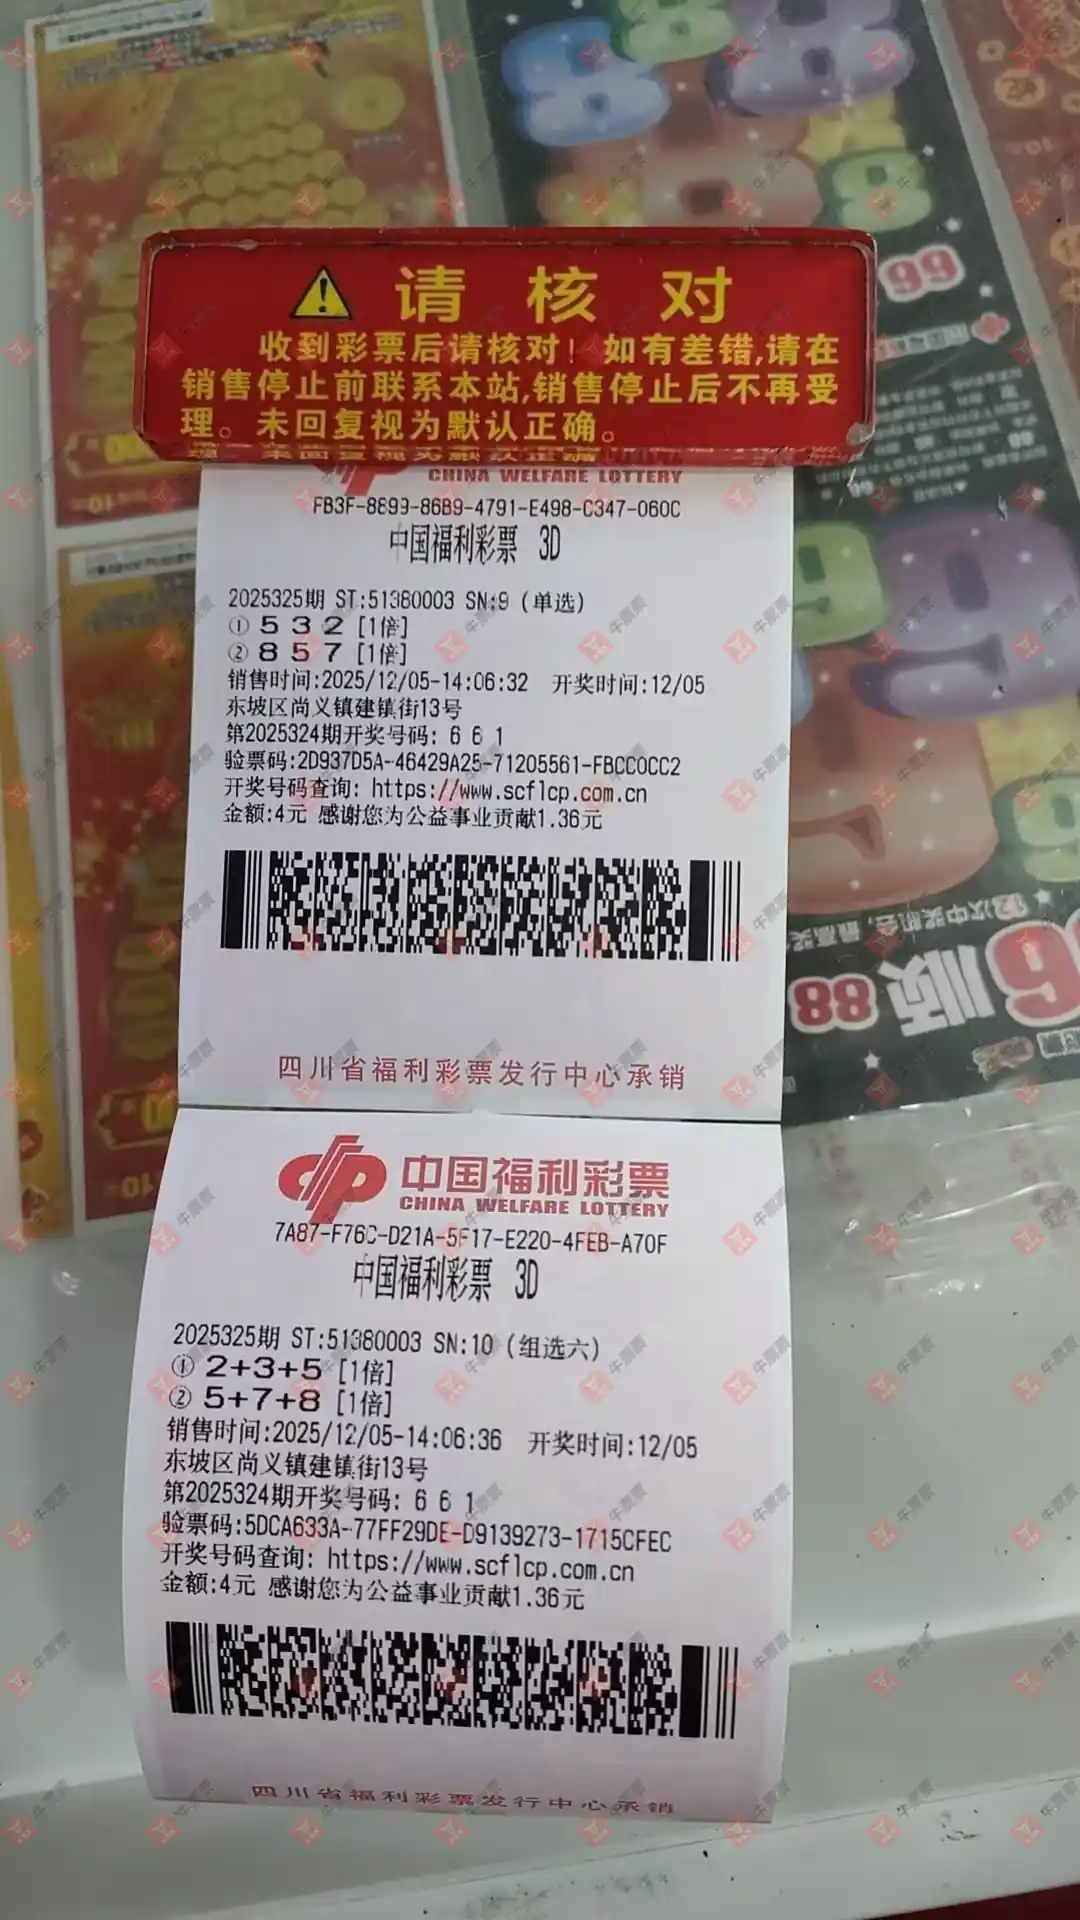 请核对
收到彩票后请核对！如有差错,请在
销售停止前联系本站,销售停止后不再受
理。未回复视为默认正确。
CHINA WELFARE LOTTERY
FB3F-8899-86B9-4791-E498-C347-060C
中国福利彩票 3D
2025325期 ST:51380003 SN:9 (单选)
① 5 3 2 [1倍]
② 8 5 7 [1倍]
销售时间:2025/12/05-14:06:32 开奖时间:12/05
东坡区尚义镇建镇街13号
第2025324期开奖号码: 6 6 1
验票码:2D937D5A-46429A25-71205561-FBCC0CC2
开奖号码查询: https://www.scflcp.com.cn
金额:4元 感谢您为公益事业贡献1.36元
四川省福利彩票发行中心承销
中国福利彩票
CHINA WELFARE LOTTERY
7A87-F76C-D21A-5F17-E220-4FEB-A70F
中国福利彩票 3D
2025325期 ST:51380003 SN:10 (组选六)
① 2+3+5 [1倍]
② 5+7+8 [1倍]
销售时间:2025/12/05-14:06:36 开奖时间:12/05
东坡区尚义镇建镇街13号
第2025324期开奖号码: 6 6 1
验票码:5DCA633A-77FF29DE-D9139273-1715CFEC
开奖号码查询: https://www.scflcp.com.cn
金额:4元 感谢您为公益事业贡献1.36元
四川省福利彩票发行中心承销
99
88
顺
牛票票